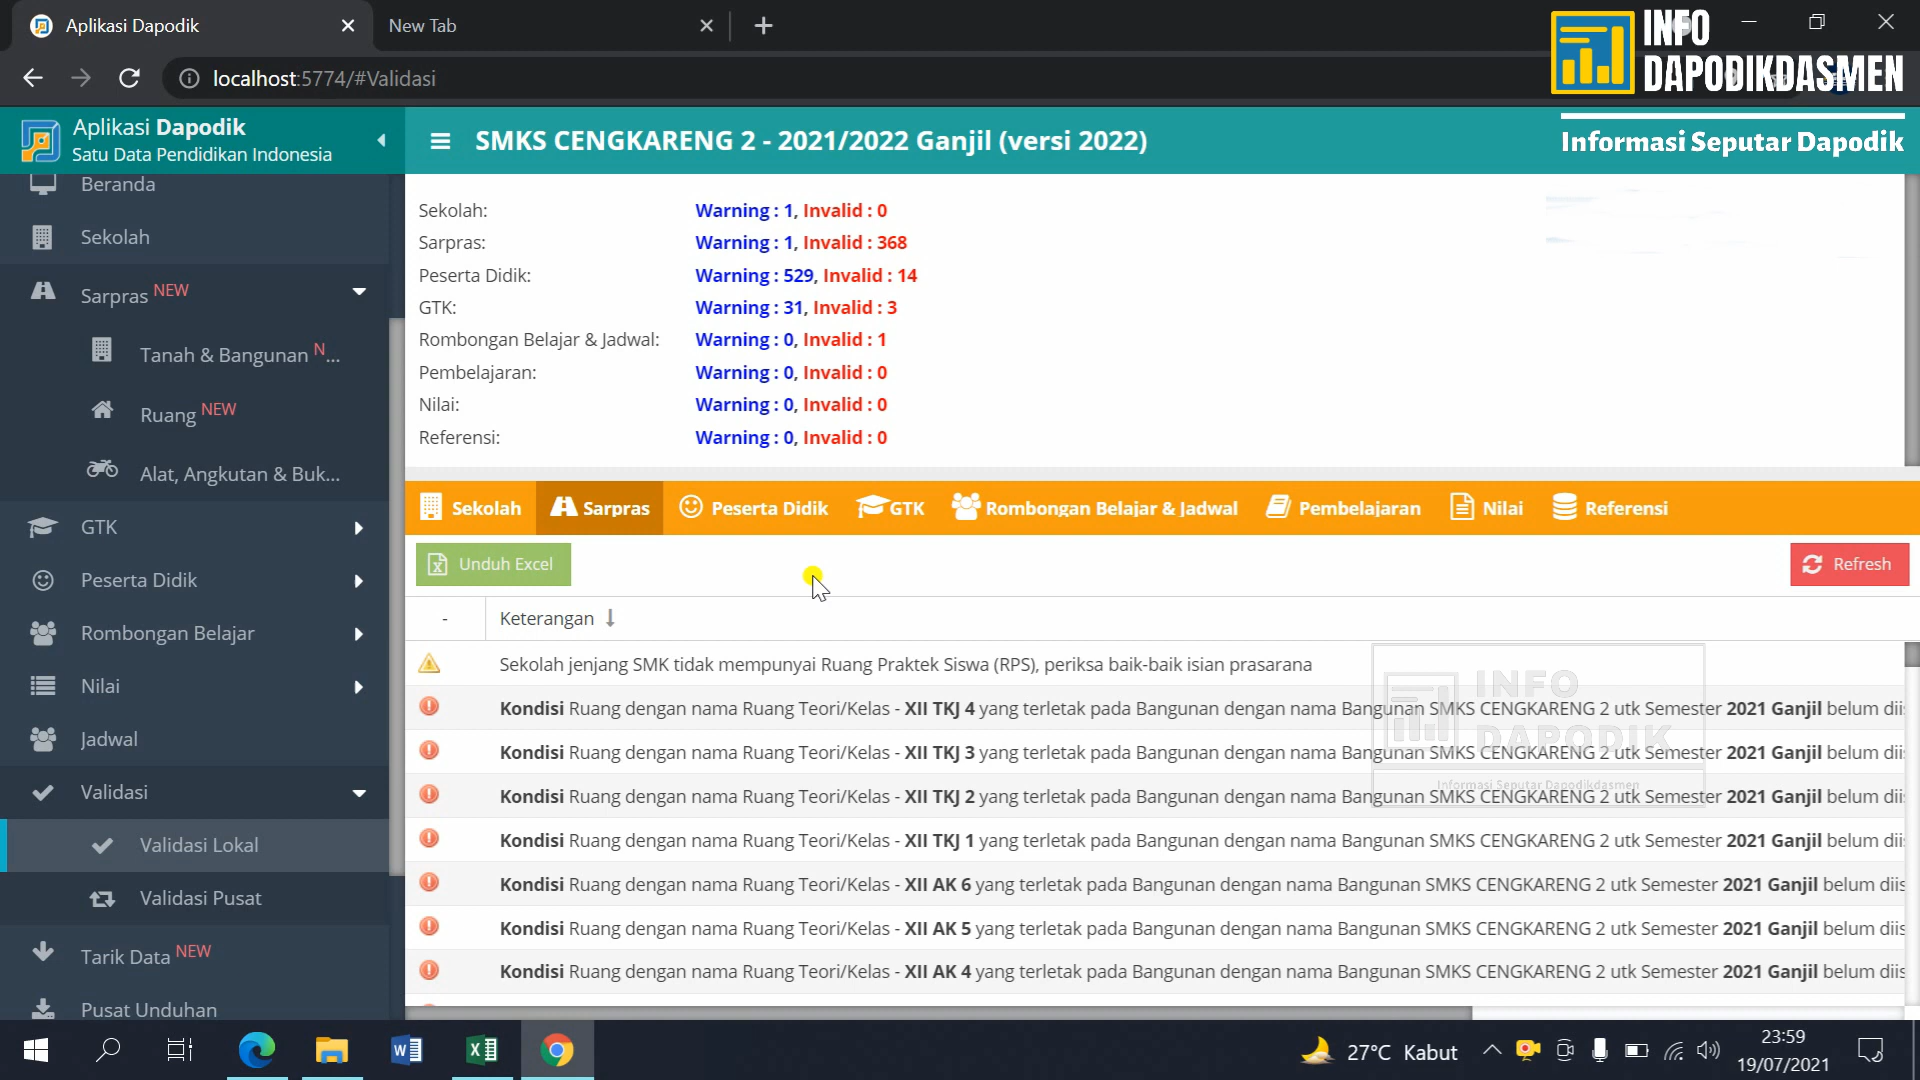 Aplikasi Dapodik
New Tab
INFO
DAPODIKDASMEN
localhost:5774/#Validasi
Aplikasi Dapodik
Satu Data Pendidikan Indonesia
SMKS CENGKARENG 2 - 2021/2022 Ganjil (versi 2022)
Informasi Seputar Dapodik
Beranda
Sekolah
Sarpras NEW
Tanah & Bangunan N...
Ruang NEW
Alat, Angkutan & Buk...
GTK
Peserta Didik
Rombongan Belajar
Nilai
Jadwal
Validasi
Validasi Lokal
Validasi Pusat
Tarik Data NEW
Pusat Unduhan
Sekolah: Warning : 1, Invalid : 0
Sarpras: Warning : 1, Invalid : 368
Peserta Didik: Warning : 529, Invalid : 14
GTK: Warning : 31, Invalid : 3
Rombongan Belajar & Jadwal: Warning : 0, Invalid : 1
Pembelajaran: Warning : 0, Invalid : 0
Nilai: Warning : 0, Invalid : 0
Referensi: Warning : 0, Invalid : 0
Sekolah Sarpras Peserta Didik GTK Rombongan Belajar & Jadwal Pembelajaran Nilai Referensi
Unduh Excel
Refresh
- Keterangan
Sekolah jenjang SMK tidak mempunyai Ruang Praktek Siswa (RPS), periksa baik-baik isian prasarana
Kondisi Ruang dengan nama Ruang Teori/Kelas - XII TKJ 4 yang terletak pada Bangunan dengan nama Bangunan SMKS CENGKARENG 2 utk Semester 2021 Ganjil belum diis
Kondisi Ruang dengan nama Ruang Teori/Kelas - XII TKJ 3 yang terletak pada Bangunan dengan nama Bangunan SMKS CENGKARENG 2 utk Semester 2021 Ganjil belum diis
Kondisi Ruang dengan nama Ruang Teori/Kelas - XII TKJ 2 yang terletak pada Bangunan dengan nama Bangunan SMKS CENGKARENG 2 utk Semester 2021 Ganjil belum diis
Kondisi Ruang dengan nama Ruang Teori/Kelas - XII TKJ 1 yang terletak pada Bangunan dengan nama Bangunan SMKS CENGKARENG 2 utk Semester 2021 Ganjil belum diis
Kondisi Ruang dengan nama Ruang Teori/Kelas - XII AK 6 yang terletak pada Bangunan dengan nama Bangunan SMKS CENGKARENG 2 utk Semester 2021 Ganjil belum diis
Kondisi Ruang dengan nama Ruang Teori/Kelas - XII AK 5 yang terletak pada Bangunan dengan nama Bangunan SMKS CENGKARENG 2 utk Semester 2021 Ganjil belum diis
Kondisi Ruang dengan nama Ruang Teori/Kelas - XII AK 4 yang terletak pada Bangunan dengan nama Bangunan SMKS CENGKARENG 2 utk Semester 2021 Ganjil belum diis
INFO
DAPODIK
Informasi Seputar Dapodikdasmen
27°C Kabut
23:59
19/07/2021